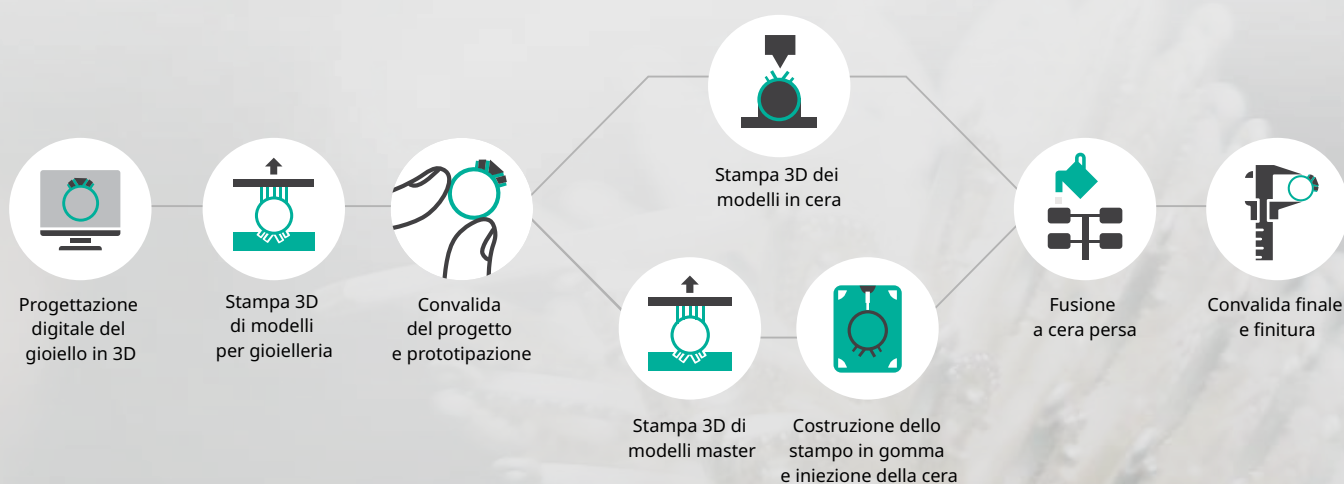 Progettazione
digitale del
gioiello in 3D
Stampa 3D
di modelli
per gioielleria
Convalida
del progetto
e prototipazione
Stampa 3D dei
modelli in cera
Stampa 3D di
modelli master
Costruzione dello
stampo in gomma
e iniezione della cera
Fusione
a cera persa
Convalida finale
e finitura